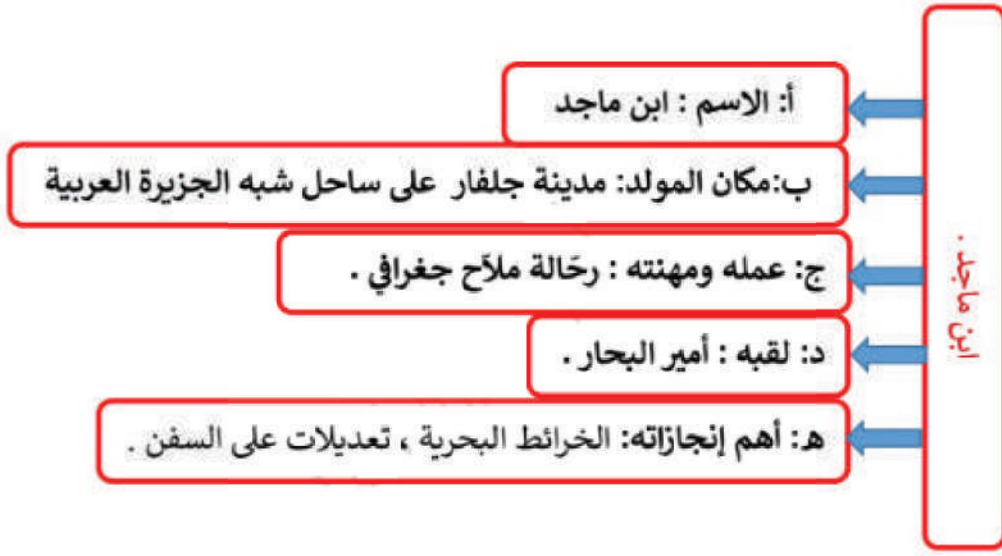 ابن ماجد .
أ: الاسم : ابن ماجد
ب:مكان المولد: مدينة جلفار على ساحل شبه الجزيرة العربية
ج: عمله ومهنته : رحّالة ملاّح جغرافي .
د: لقبه : أمير البحار .
هـ: أهم إنجازاته: الخرائط البحرية ، تعديلات على السفن .